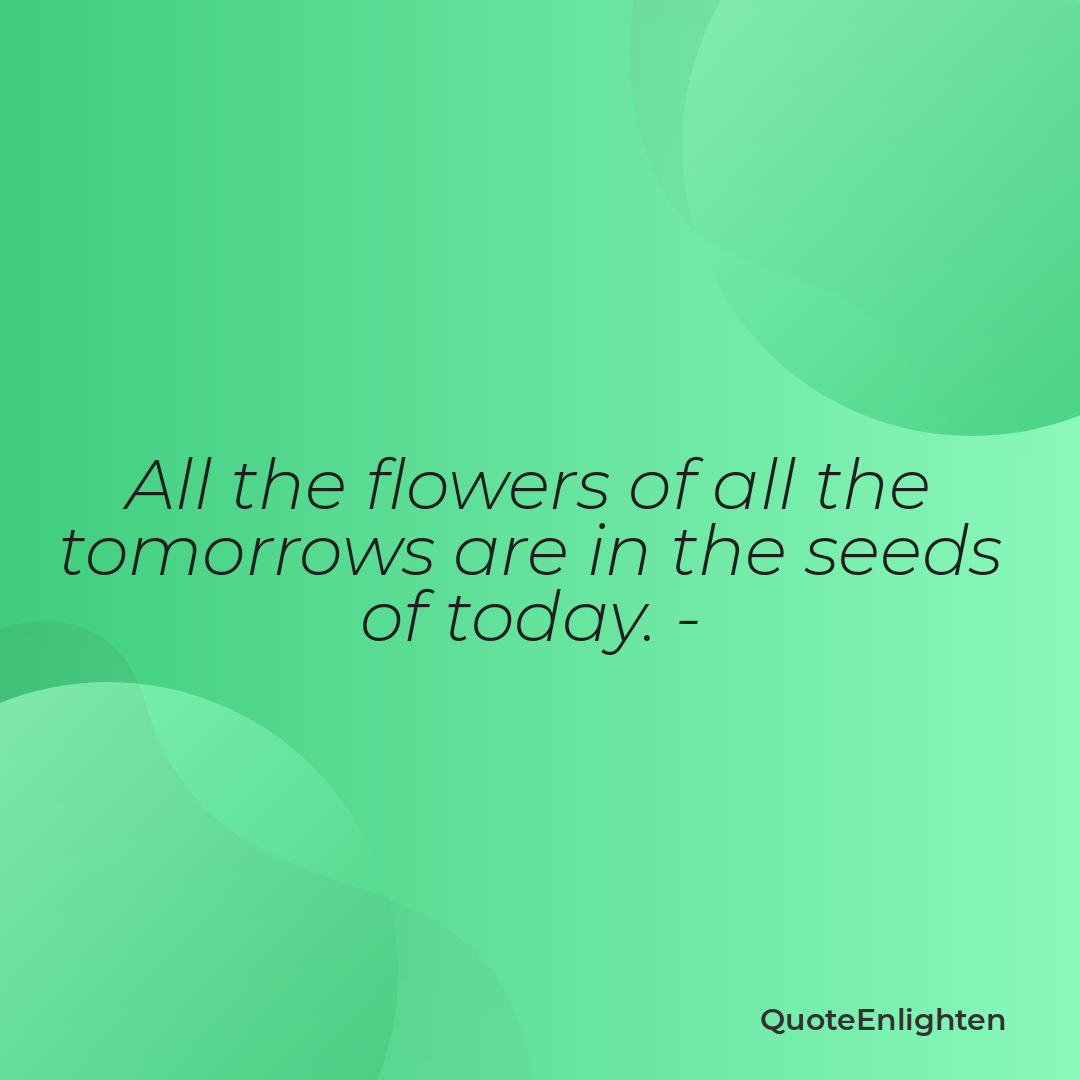 All the flowers of all the
tomorrows are in the seeds
of today. -
QuoteEnlighten